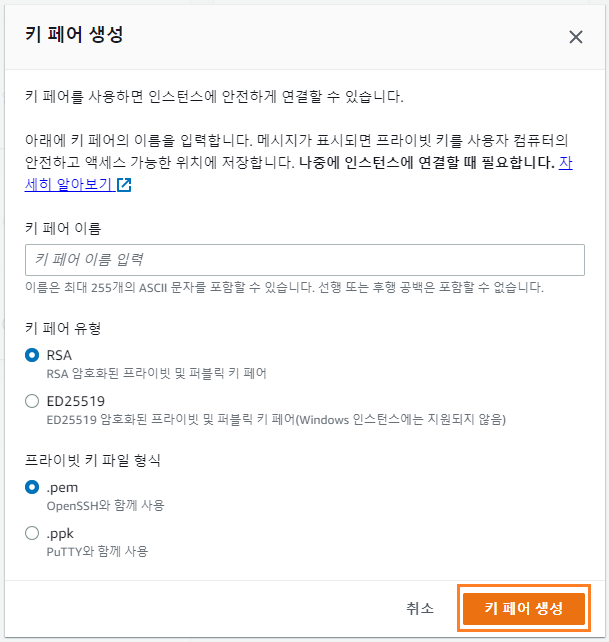 키 페어 생성
키 페어를 사용하면 인스턴스에 안전하게 연결할 수 있습니다.
아래에 키 페어의 이름을 입력합니다. 메시지가 표시되면 프라이빗 키를 사용자 컴퓨터의
안전하고 액세스 가능한 위치에 저장합니다. 나중에 인스턴스에 연결할 때 필요합니다. 자
세히 알아보기
키 페어 이름
키 페어 이름 입력
이름은 최대 255개의 ASCII 문자를 포함할 수 있습니다. 선행 또는 후행 공백은 포함할 수 없습니다.
키 페어 유형
RSA
RSA 암호화된 프라이빗 및 퍼블릭 키 페어
ED25519
ED25519 암호화된 프라이빗 및 퍼블릭 키 페어(Windows 인스턴스에는 지원되지 않음)
프라이빗 키 파일 형식
.pem
OpenSSH와 함께 사용
.ppk
PuTTY와 함께 사용
취소
키 페어 생성